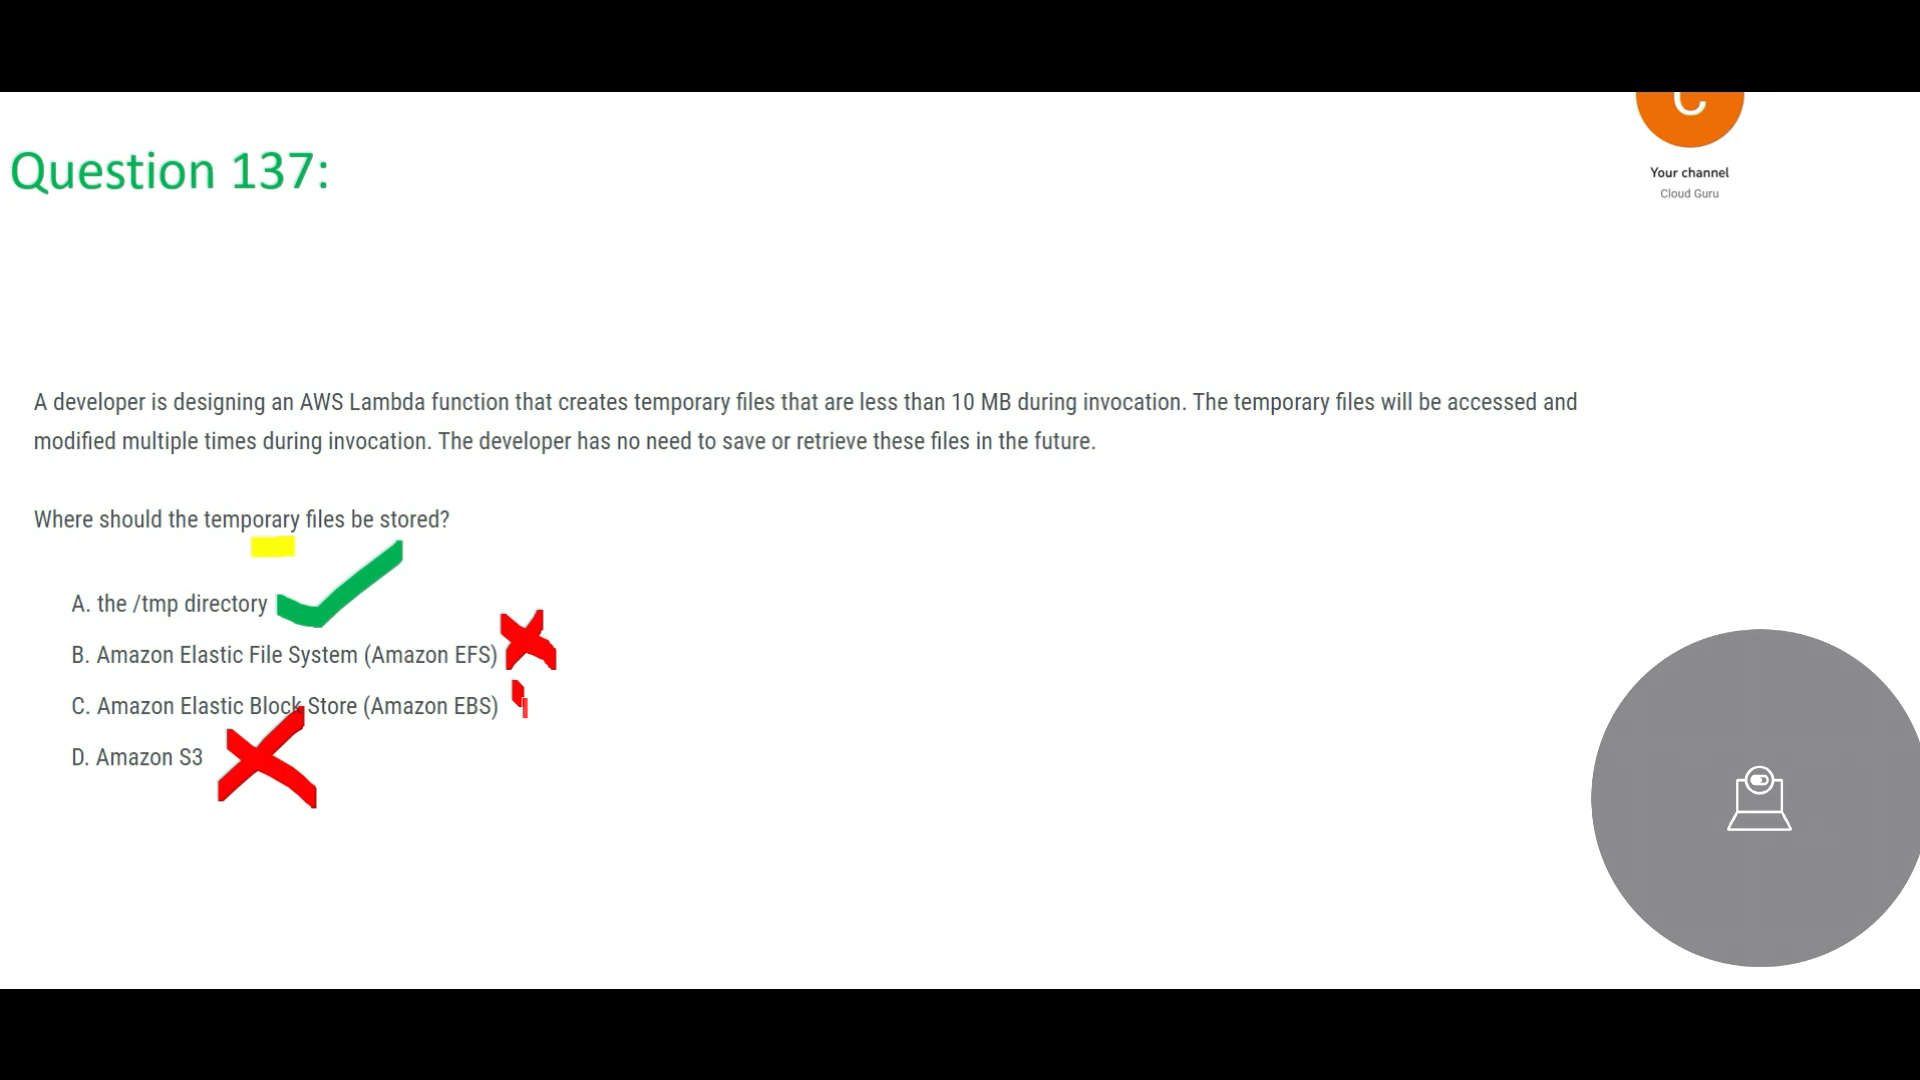 C
Your channel
Cloud Guru
Question 137:
A developer is designing an AWS Lambda function that creates temporary files that are less than 10 MB during invocation. The temporary files will be accessed and
modified multiple times during invocation. The developer has no need to save or retrieve these files in the future.
Where should the temporary files be stored?
A. the /tmp directory
B. Amazon Elastic File System (Amazon EFS)
C. Amazon Elastic Block Store (Amazon EBS)
D. Amazon S3